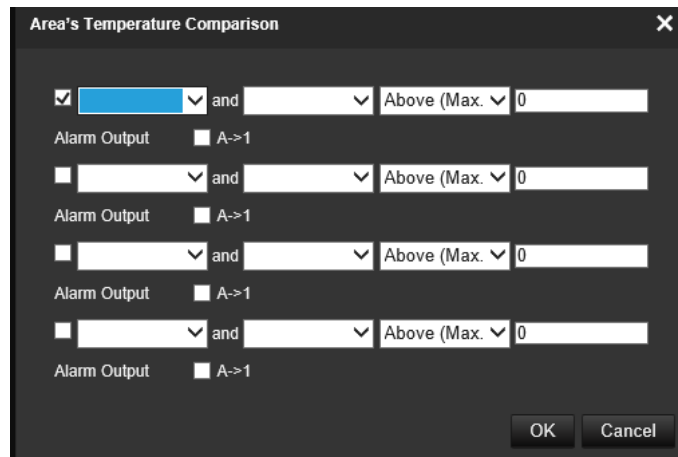 Area's Temperature Comparison
and Above (Max. 0
Alarm Output A->1
and Above (Max. 0
Alarm Output A->1
and Above (Max. 0
Alarm Output A->1
and Above (Max. 0
Alarm Output A->1
OK Cancel